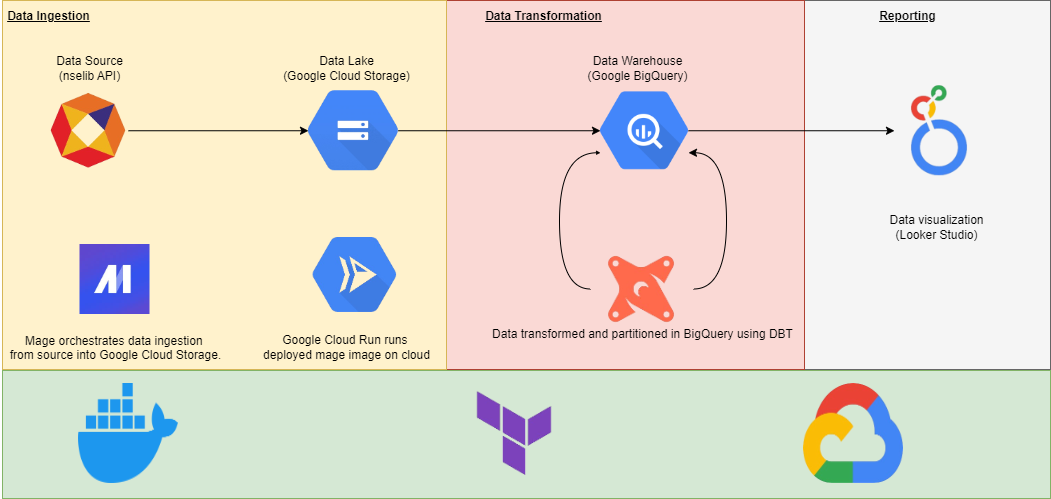 Data Ingestion
Data Transformation
Reporting
Data Source
(nselib API)
Data Lake
(Google Cloud Storage)
Data Warehouse
(Google BigQuery)
Data visualization
(Looker Studio)
Mage orchestrates data ingestion
from source into Google Cloud Storage.
Google Cloud Run runs
deployed mage image on cloud
Data transformed and partitioned in BigQuery using DBT